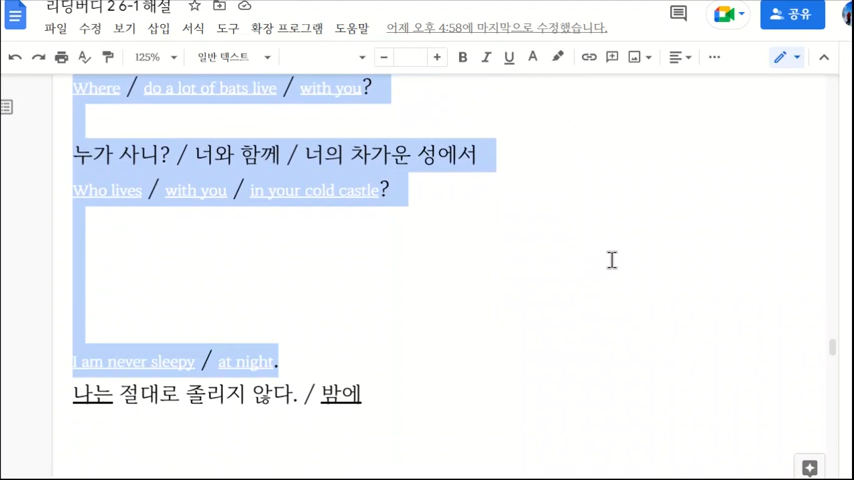 리딩버디 2 6-1 해설
파일 수정 보기 삽입 서식 도구 확장 프로그램 도움말 어제 오후 4:58에 마지막으로 수정했습니다.
공유
125% 일반 텍스트 B I U A
Where / do a lot of bats live / with you?
누가 사니? / 너와 함께 / 너의 차가운 성에서
Who lives / with you / in your cold castle?
I am never sleepy / at night.
나는 절대로 졸리지 않다. / 밤에